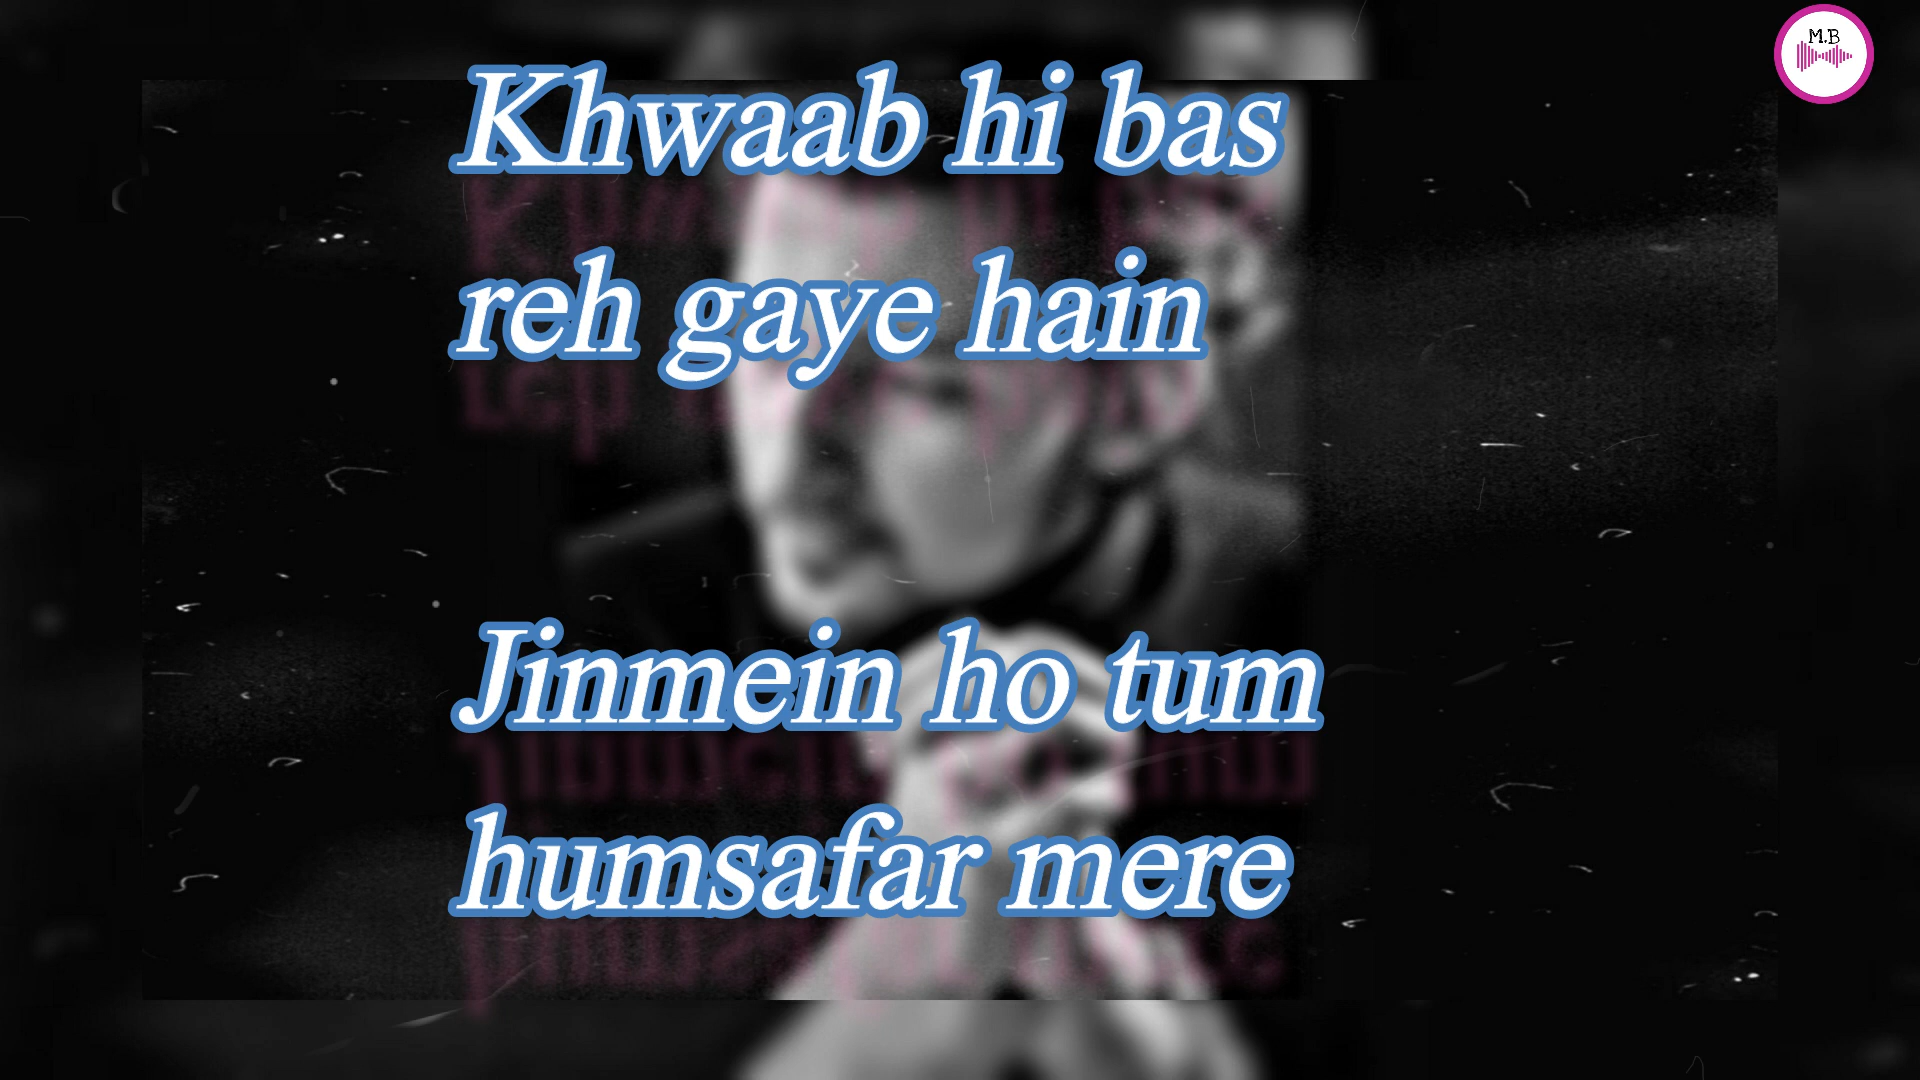 M.B
Khwaab hi bas
reh gaye hain
Jinmein ho tum
humsafar mere